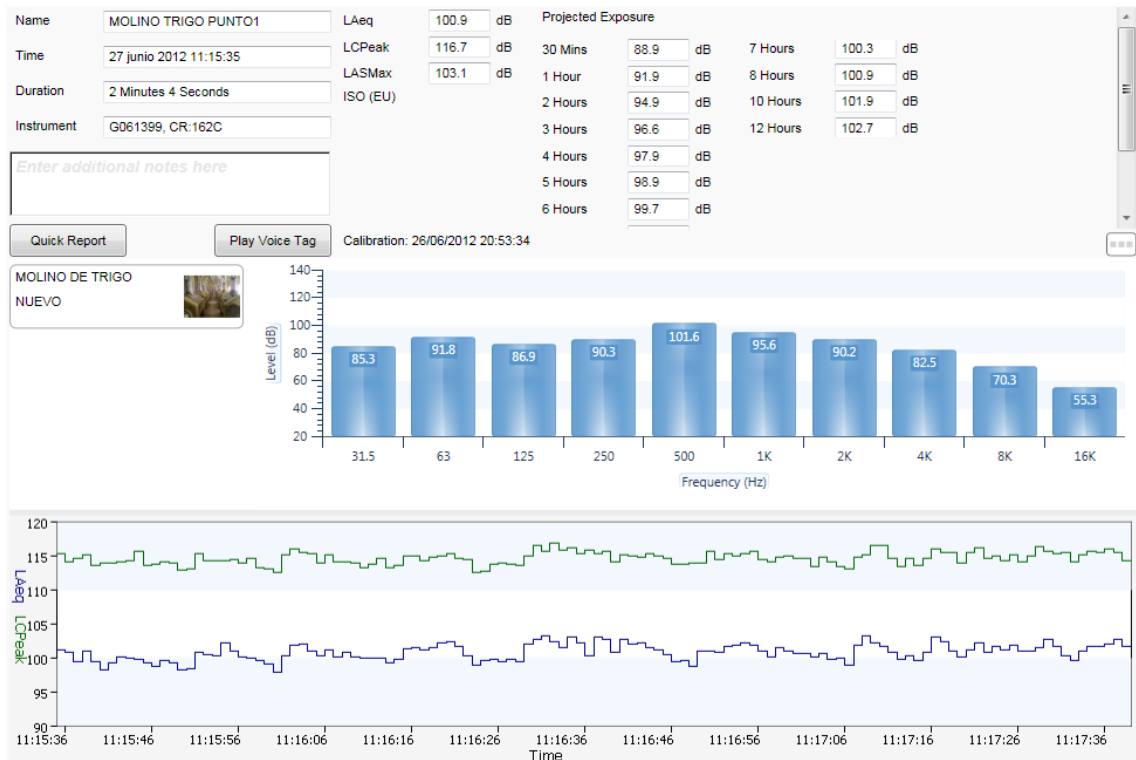 Name MOLINO TRIGO PUNTO1
Time 27 junio 2012 11:15:35
Duration 2 Minutes 4 Seconds
Instrument G061399, CR:162C
Enter additional notes here
Quick Report Play Voice Tag
LAeq 100.9 dB
LCPeak 116.7 dB
LASMax 103.1 dB
ISO (EU)
Projected Exposure
30 Mins 88.9 dB
1 Hour 91.9 dB
2 Hours 94.9 dB
3 Hours 96.6 dB
4 Hours 97.9 dB
5 Hours 98.9 dB
6 Hours 99.7 dB
7 Hours 100.3 dB
8 Hours 100.9 dB
10 Hours 101.9 dB
12 Hours 102.7 dB
Calibration: 26/06/2012 20:53:34
MOLINO DE TRIGO
NUEVO
Level (dB)
140
120
100
80
60
40
20
85.3 91.8 86.9 90.3 101.6 95.6 90.2 82.5 70.3 55.3
31.5 63 125 250 500 1K 2K 4K 8K 16K
Frequency (Hz)
LAeq LCPeak
120
115
110
105
100
95
90
11:15:36 11:15:46 11:15:56 11:16:06 11:16:16 11:16:26 11:16:36 11:16:46 11:16:56 11:17:06 11:17:16 11:17:26 11:17:36
Time